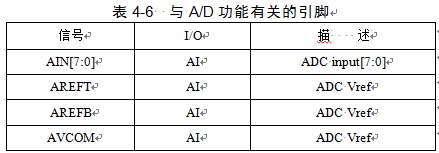 表 4-6 与 A/D 功能有关的引脚
信号 I/O 描 述
AIN[7:0] AI ADC input[7:0]
AREFT AI ADC Vref
AREFB AI ADC Vref
AVCOM AI ADC Vref